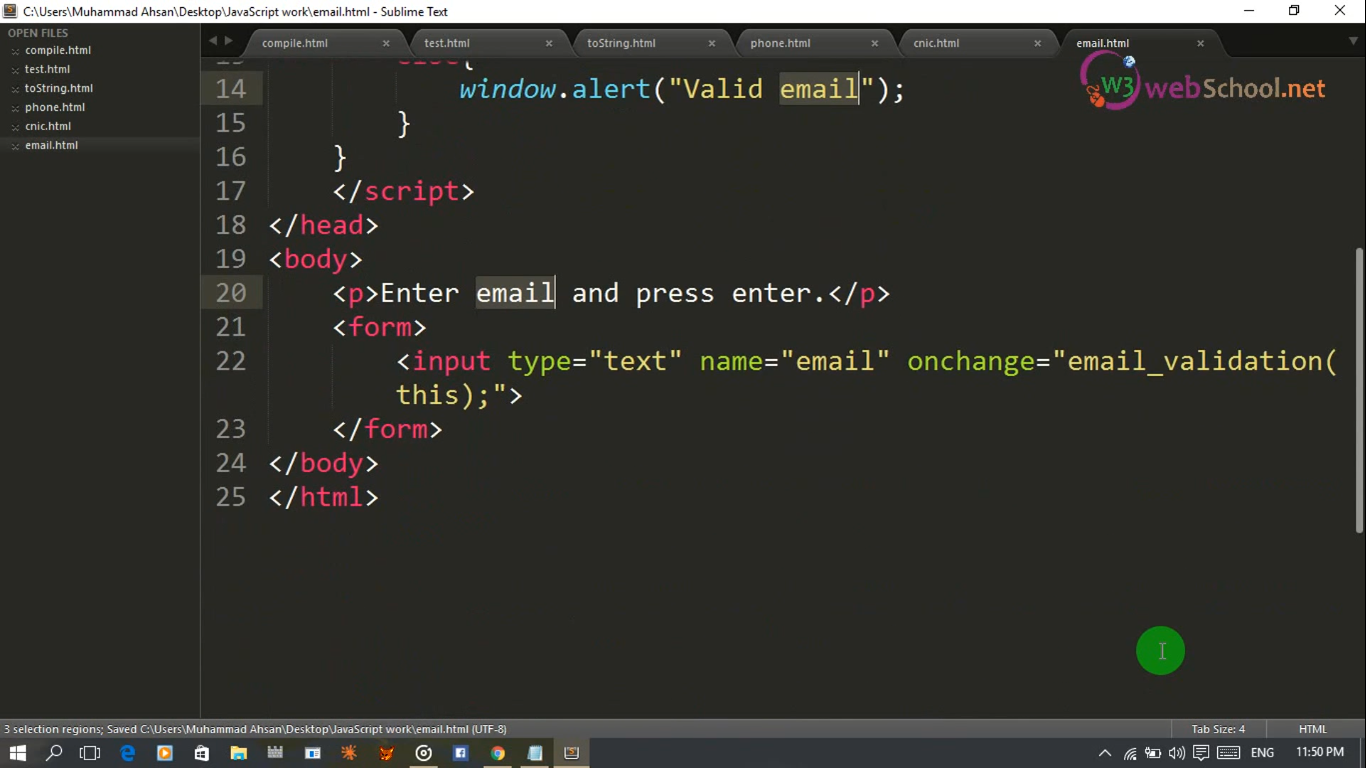 C:\Users\Muhammad Ahsan\Desktop\JavaScript work\email.html - Sublime Text
OPEN FILES
compile.html
test.html
toString.html
phone.html
cnic.html
email.html
compile.html test.html toString.html phone.html cnic.html email.html
W3 webSchool.net
14 window.alert("Valid email");
15 }
16 }
17 </script>
18 </head>
19 <body>
20 <p>Enter email and press enter.</p>
21 <form>
22 <input type="text" name="email" onchange="email_validation(
this);">
23 </form>
24 </body>
25 </html>
3 selection regions; Saved C:\Users\Muhammad Ahsan\Desktop\JavaScript work\email.html (UTF-8)
Tab Size: 4
HTML
ENG
11:50 PM